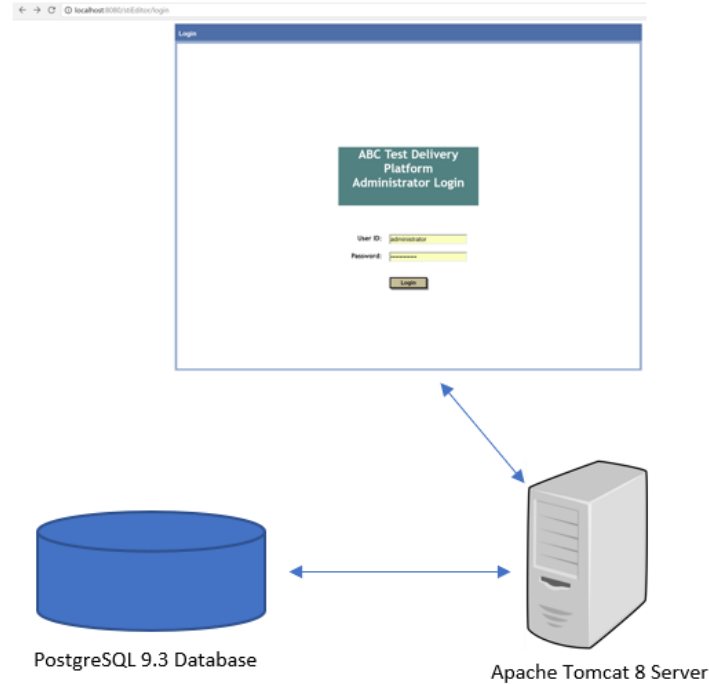 localhost:8080/stiEditor/login
Login
ABC Test Delivery
Platform
Administrator Login
User ID: administrator
Password: ••••••••••
Login
PostgreSQL 9.3 Database
Apache Tomcat 8 Server